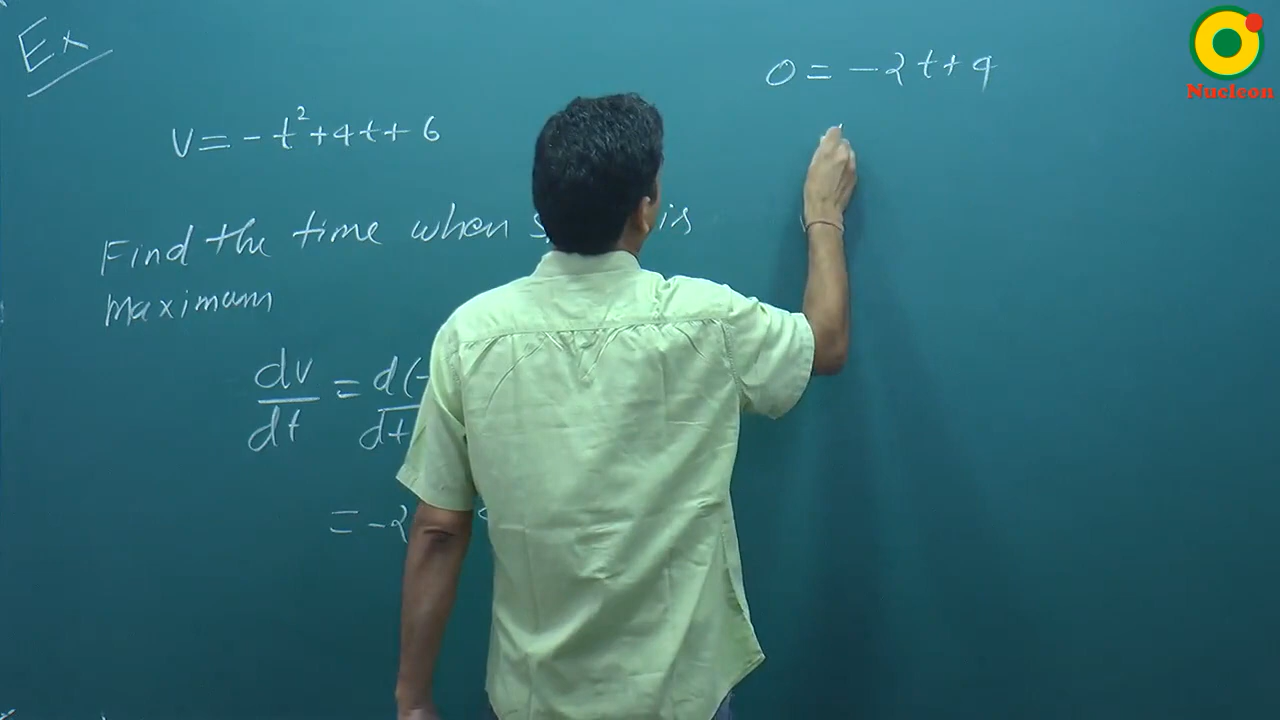 Ex
v = - t² + 4t + 6
Find the time when is
maximum
dv/dt = d(-
dt
= -2
0 = -2t + 4
Nucleon